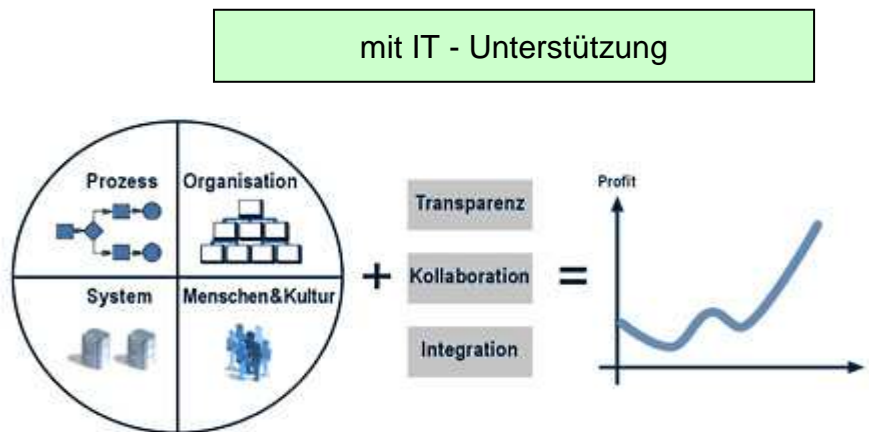 mit IT - Unterstützung
Prozess
Organisation
System
Menschen&Kultur
+
Transparenz
Kollaboration
Integration
=
Profit